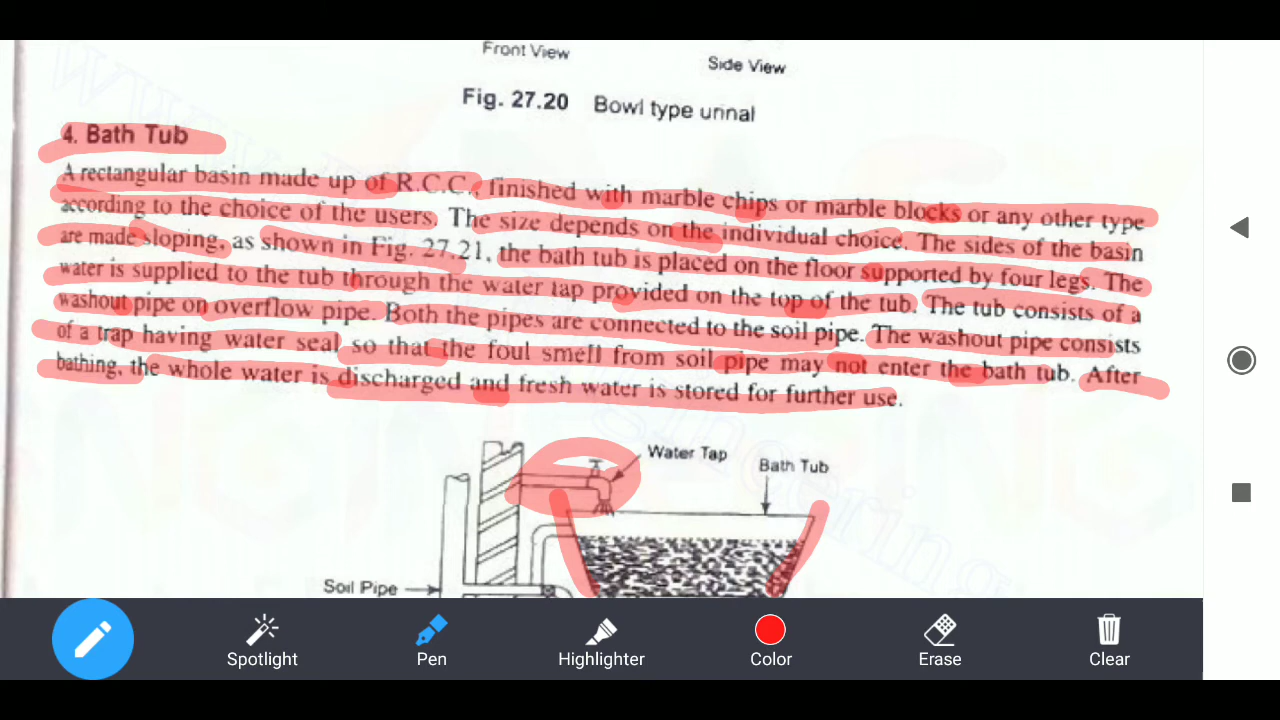 Front View
Side View
Fig. 27.20 Bowl type urinal
4. Bath Tub
A rectangular basin made up of R.C.C., finished with marble chips or marble blocks or any other type
according to the choice of the users. The size depends on the individual choice. The sides of the basin
are made sloping, as shown in Fig. 27.21, the bath tub is placed on the floor supported by four legs. The
water is supplied to the tub through the water tap provided on the top of the tub. The tub consists of a
washout pipe on overflow pipe. Both the pipes are connected to the soil pipe. The washout pipe consists
of a trap having water seal so that the foul smell from soil pipe may not enter the bath tub. After
bathing, the whole water is discharged and fresh water is stored for further use.
Water Tap
Bath Tub
Soil Pipe
Spotlight
Pen
Highlighter
Color
Erase
Clear